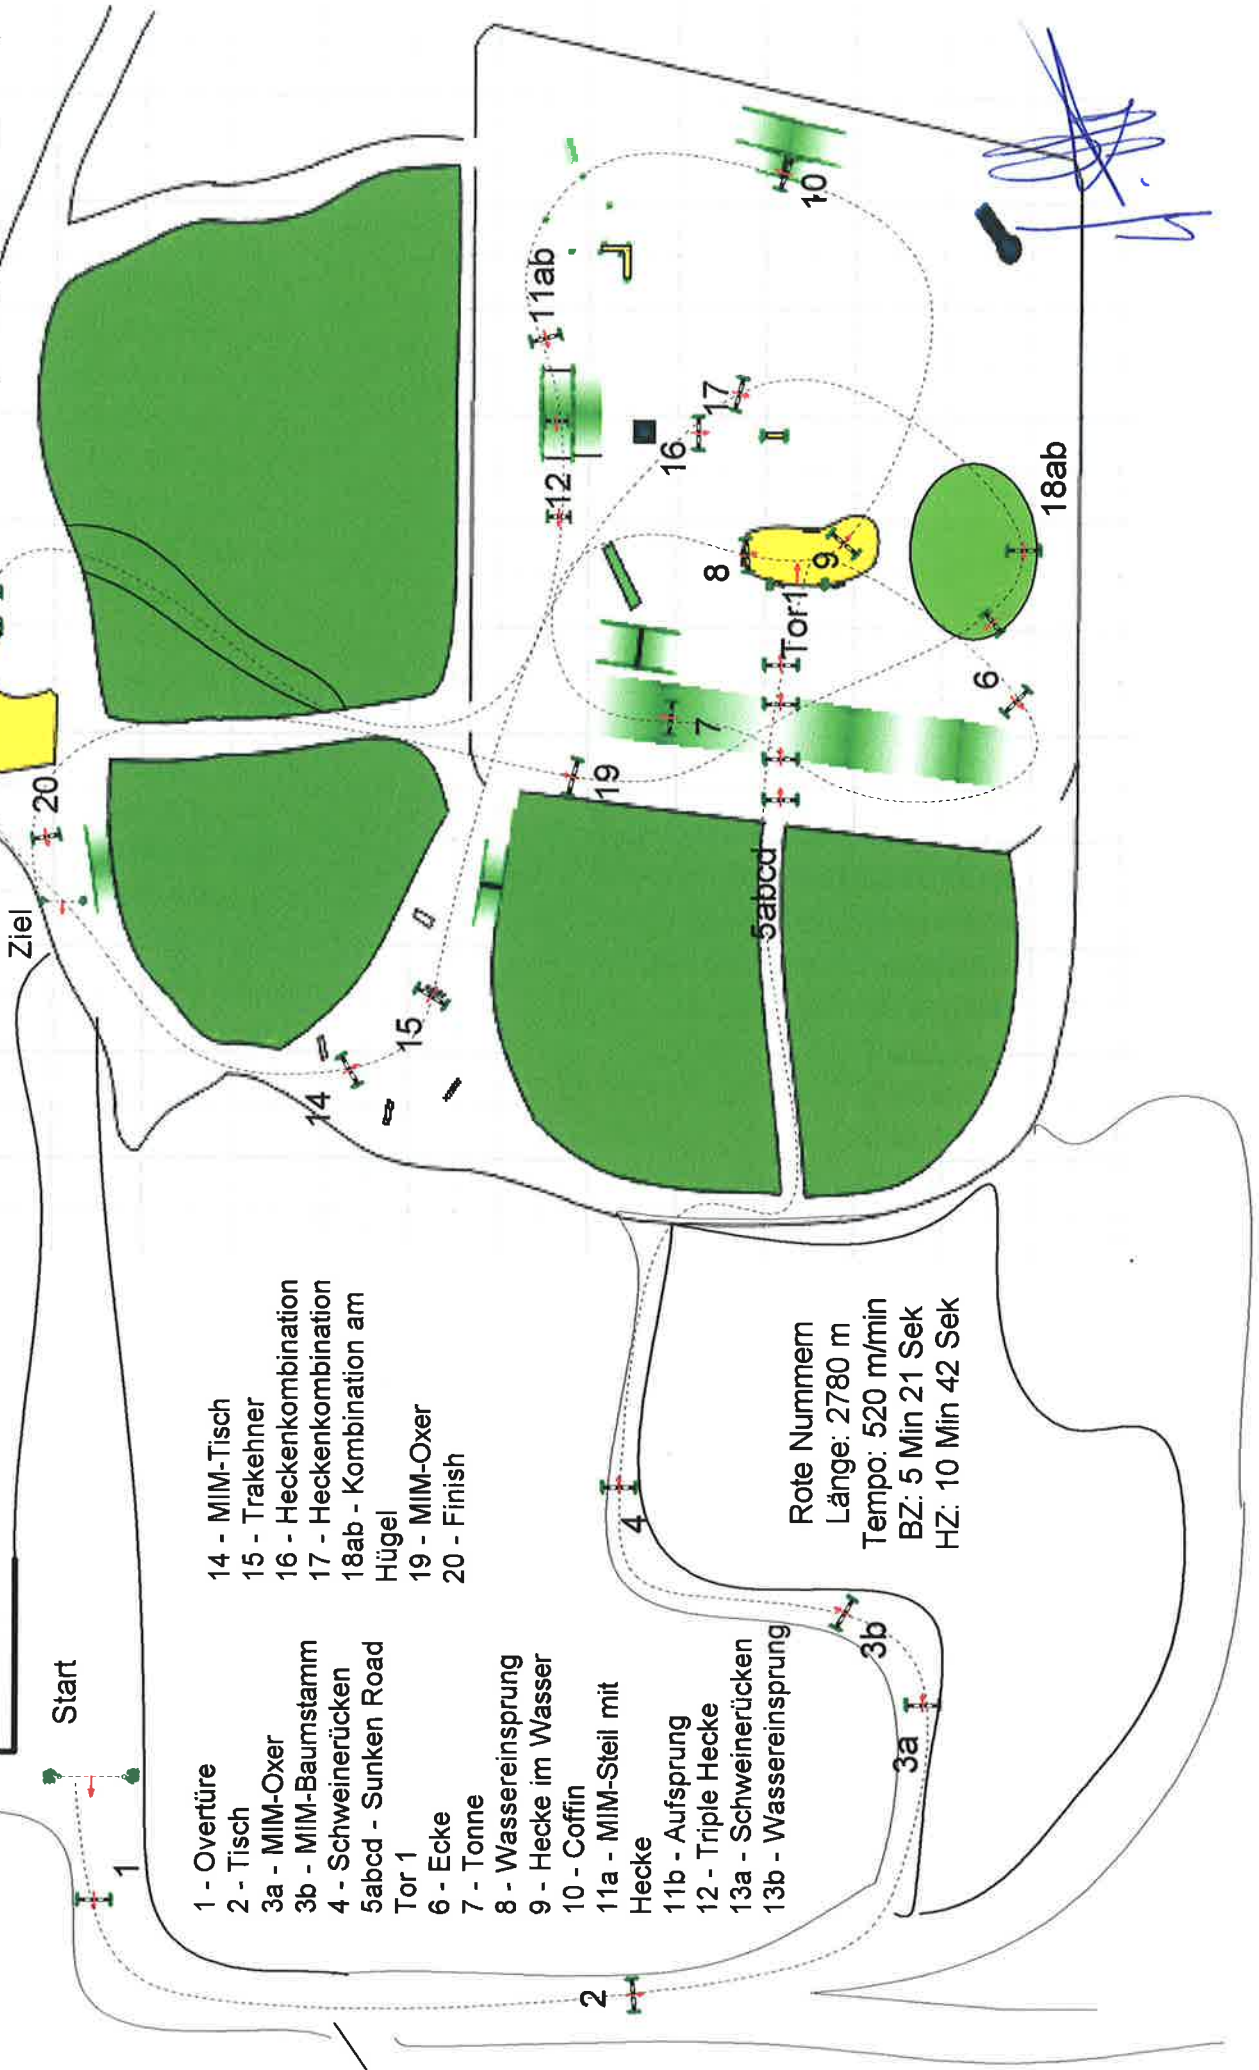 Start
Ziel
1 - Overtüre
2 - Tisch
3a - MIM-Oxer
3b - MIM-Baumstamm
4 - Schweinerücken
5abcd - Sunken Road
Tor 1
6 - Ecke
7 - Tonne
8 - Wassereinsprung
9 - Hecke im Wasser
10 - Coffin
11a - MIM-Steil mit
Hecke
11b - Aufsprung
12 - Triple Hecke
13a - Schweinerücken
13b - Wassereinsprung
14 - MIM-Tisch
15 - Trakehner
16 - Heckenkombination
17 - Heckenkombination
18ab - Kombination am
Hügel
19 - MIM-Oxer
20 - Finish
Rote Nummern
Länge: 2780 m
Tempo: 520 m/min
BZ: 5 Min 21 Sek
HZ: 10 Min 42 Sek
1
2
3a
3b
4
5abcd
Tor1
6
7
8
9
10
11ab
12
14
15
16
17
18ab
19
20